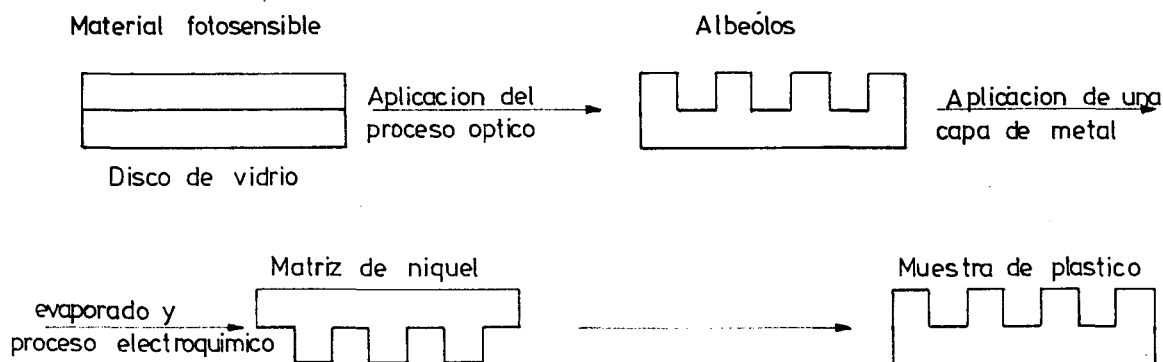 Material fotosensible
Albeólos
Aplicacion del
proceso optico
Aplicacion de una
capa de metal
Disco de vidrio
Matriz de niquel
Muestra de plastico
evaporado y
proceso electroquimico